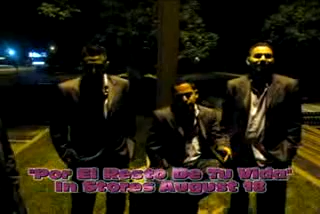 "Por El Resto De Tu Vida"
In Stores August 18